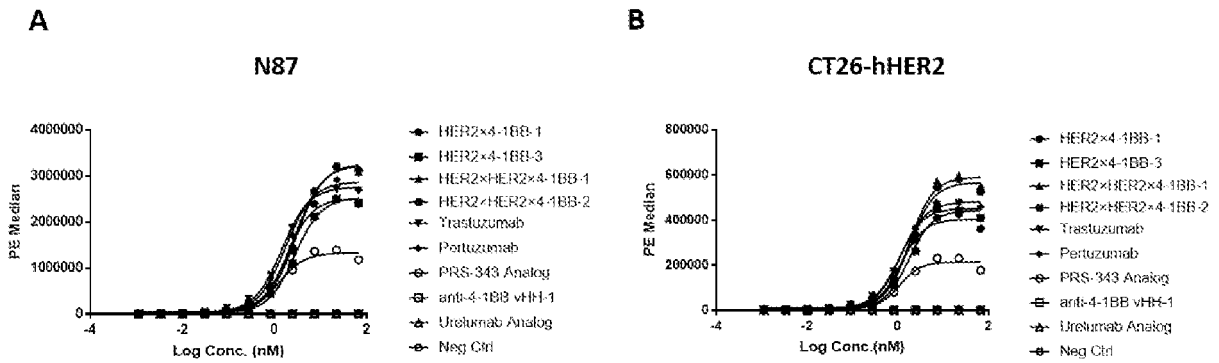 A
N87
4000000
3000000
2000000
1000000
0
PE Median
-4
-2
0
2
Log Conc. (nM)
HER2×4-1BB-1
HER2×4-1BB-3
HER2×HER2×4-1BB-1
HER2×HER2×4-1BB-2
Trastuzumab
Pertuzumab
PRS-343 Analog
anti-4-1BB vHH-1
Urelumab Analog
Neg Ctrl
B
CT26-hHER2
800000
600000
400000
200000
0
PE Median
-4
-2
0
2
Log Conc.(nM)
HER2×4-1BB-1
HER2×4-1BB-3
HER2×HER2×4-1BB-1
HER2×HER2×4-1BB-2
Trastuzumab
Pertuzumab
PRS-343 Analog
anti-4-1BB vHH-1
Urelumab Analog
Neg Ctrl